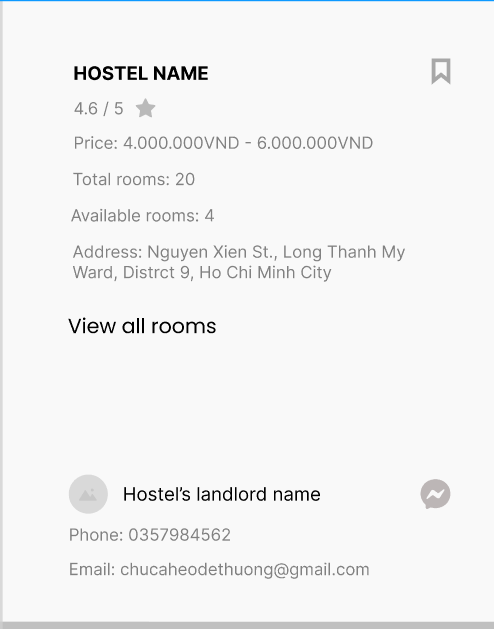 HOSTEL NAME
4.6 / 5
Price: 4.000.000VND - 6.000.000VND
Total rooms: 20
Available rooms: 4
Address: Nguyen Xien St., Long Thanh My
Ward, Distrct 9, Ho Chi Minh City
View all rooms
Hostel’s landlord name
Phone: 0357984562
Email: chucaheodethuong@gmail.com